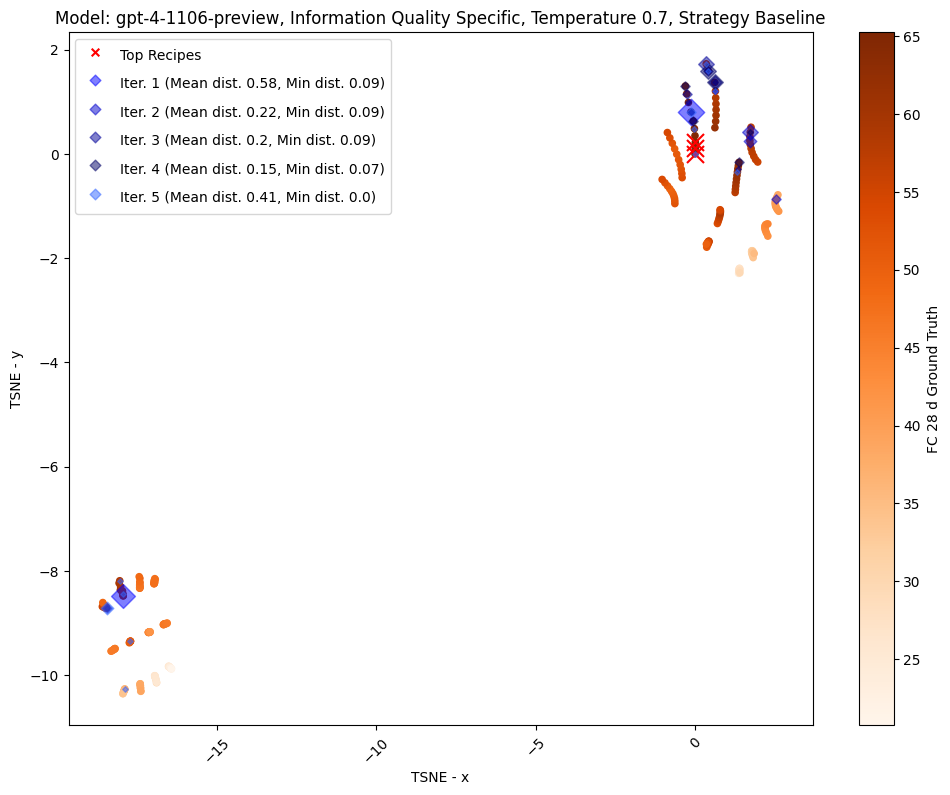 Model: gpt-4-1106-preview, Information Quality Specific, Temperature 0.7, Strategy Baseline
Top Recipes
Iter. 1 (Mean dist. 0.58, Min dist. 0.09)
Iter. 2 (Mean dist. 0.22, Min dist. 0.09)
Iter. 3 (Mean dist. 0.2, Min dist. 0.09)
Iter. 4 (Mean dist. 0.15, Min dist. 0.07)
Iter. 5 (Mean dist. 0.41, Min dist. 0.0)
2
0
−2
−4
−6
−8
−10
TSNE - y
−15
−10
−5
0
TSNE - x
65
60
55
50
45
40
35
30
25
FC 28 d Ground Truth